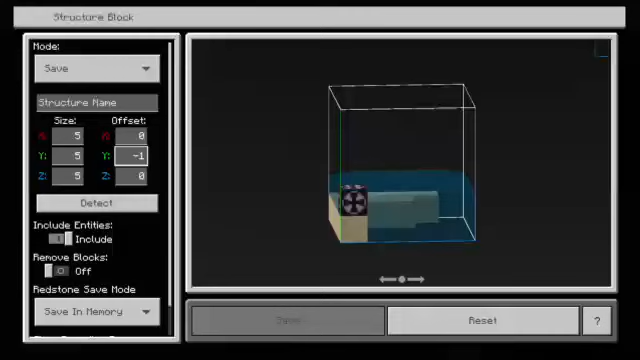 Structure Block
Mode:
Save
Structure Name
Size: Offset:
X: 5 X: 0
Y: 5 Y: -1
Z: 5 Z: 0
Detect
Include Entities:
Include
Remove Blocks:
Off
Redstone Save Mode
Save In Memory
Save
Reset
?